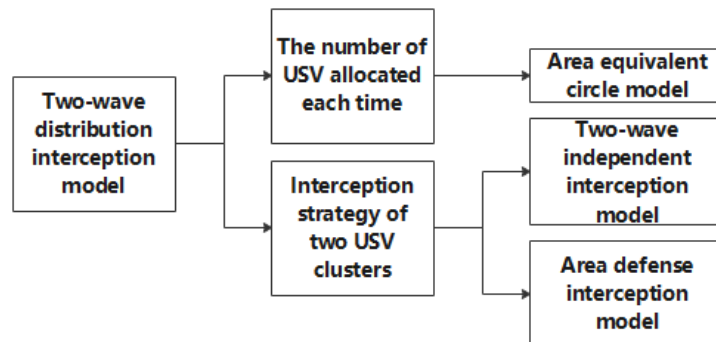 Two-wave
distribution
interception
model
The number of
USV allocated
each time
Interception
strategy of
two USV
clusters
Area equivalent
circle model
Two-wave
independent
interception
model
Area defense
interception
model